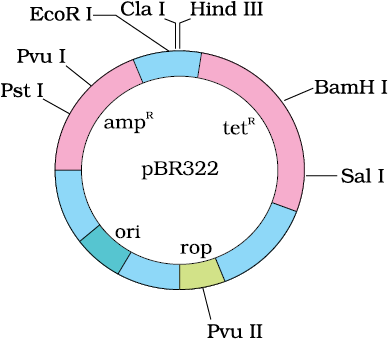 Cla I
Hind III
EcoR I
Pvu I
BamH I
Pst I
amp^R
tet^R
pBR322
Sal I
ori
rop
Pvu II